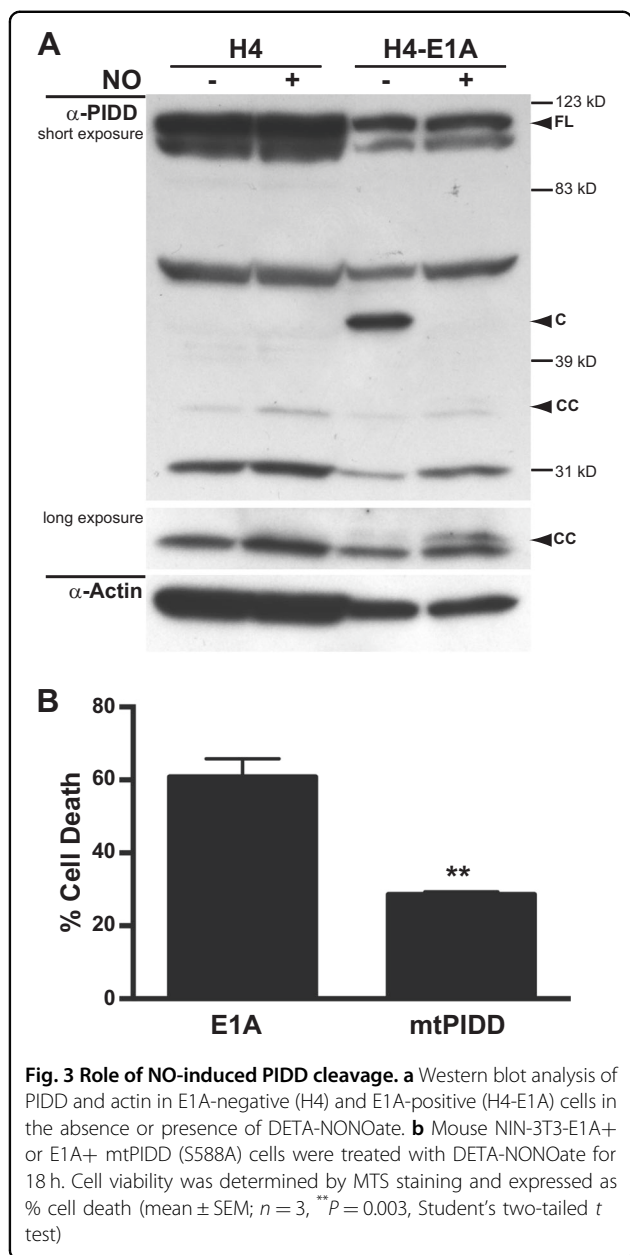 A
H4 H4-E1A
NO - + - +
α-PIDD
short exposure
123 kD
FL
83 kD
C
39 kD
CC
31 kD
long exposure
CC
α-Actin
B
% Cell Death
80
60
40
20
0
**
E1A mtPIDD
Fig. 3 Role of NO-induced PIDD cleavage. a Western blot analysis of
PIDD and actin in E1A-negative (H4) and E1A-positive (H4-E1A) cells in
the absence or presence of DETA-NONOate. b Mouse NIN-3T3-E1A+
or E1A+ mtPIDD (S588A) cells were treated with DETA-NONOate for
18 h. Cell viability was determined by MTS staining and expressed as
% cell death (mean ± SEM; n = 3, **P = 0.003, Student's two-tailed t
test)